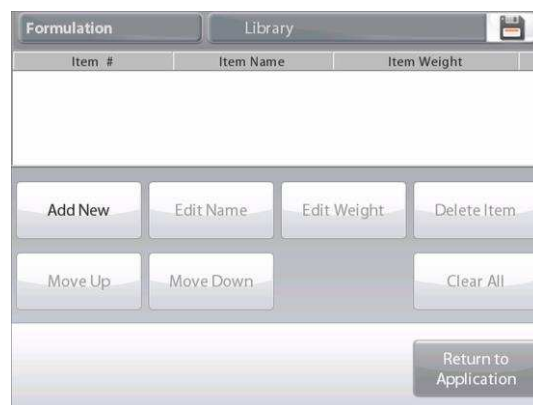 Formulation Library
Item # Item Name Item Weight
Add New Edit Name Edit Weight Delete Item
Move Up Move Down Clear All
Return to
Application